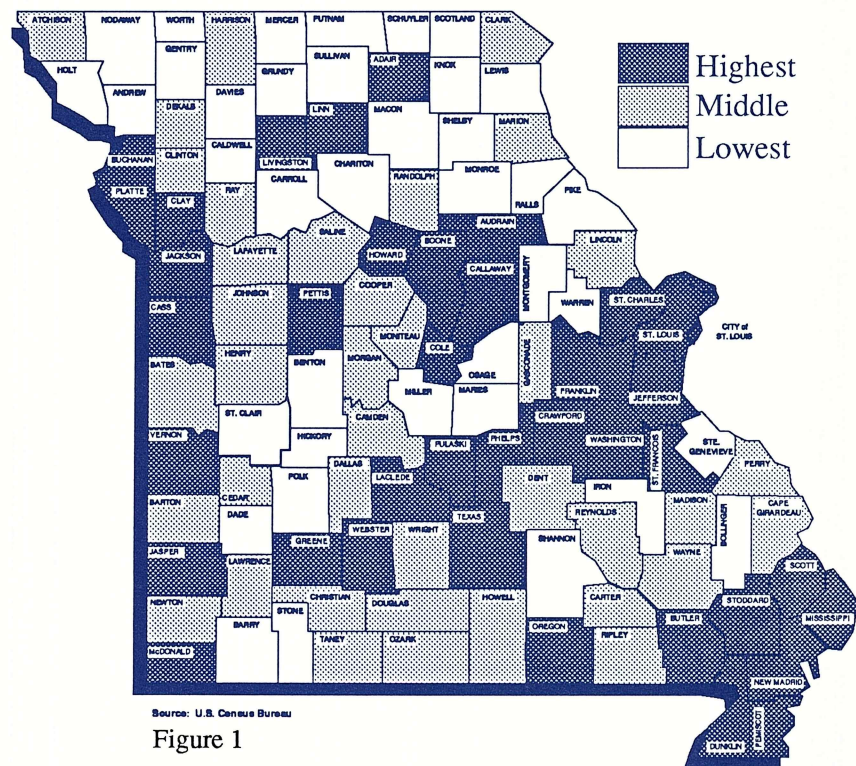 ATCHISON
NODAWAY
WORTH
HARRISON
MERCER
PUTNAM
SCHUYLER
SCOTLAND
CLARK
GENTRY
SULLIVAN
ADAIR
HOLT
GRUNDY
KNOX
LEWIS
ANDREW
DAVIES
DEKALB
LINN
MACON
SHELBY
MARION
CALDWELL
BUCHANAN
CLINTON
LIVINGSTON
CHARITON
MONROE
CARROLL
RANDOLPH
PLATTE
CLAY
RAY
RALLS
PIKE
AUDRAIN
SALINE
BOONE
LINCOLN
LAFAYETTE
HOWARD
JACKSON
CALLAWAY
MONTGOMERY
COOPER
JOHNSON
PETTIS
WARREN
ST. CHARLES
CASS
MONITEAU
ST. LOUIS
COLE
GASCONADE
HENRY
MORGAN
BENTON
OSAGE
BATES
MILLER
MARIES
FRANKLIN
JEFFERSON
ST. CLAIR
CAMDEN
CRAWFORD
VERNON
HICKORY
PULASKI
PHELPS
WASHINGTON
ST. FRANCOIS
STE.
GENEVIEVE
PERRY
CEDAR
POLK
DALLAS
LACLEDE
DENT
IRON
BARTON
MADISON
CAPE
GIRARDEAU
DADE
TEXAS
REYNOLDS
BOLLINGER
WEBSTER
WRIGHT
GREENE
SHANNON
JASPER
WAYNE
LAWRENCE
SCOTT
NEWTON
CHRISTIAN
DOUGLAS
HOWELL
CARTER
STODDARD
STONE
BARRY
OREGON
BUTLER
MISSISSIPPI
TANEY
OZARK
RIPLEY
McDONALD
NEW MADRID
DUNKLIN
PEMISCOT
CITY of
ST. LOUIS
Highest
Middle
Lowest
Source: U.S. Census Bureau
Figure 1